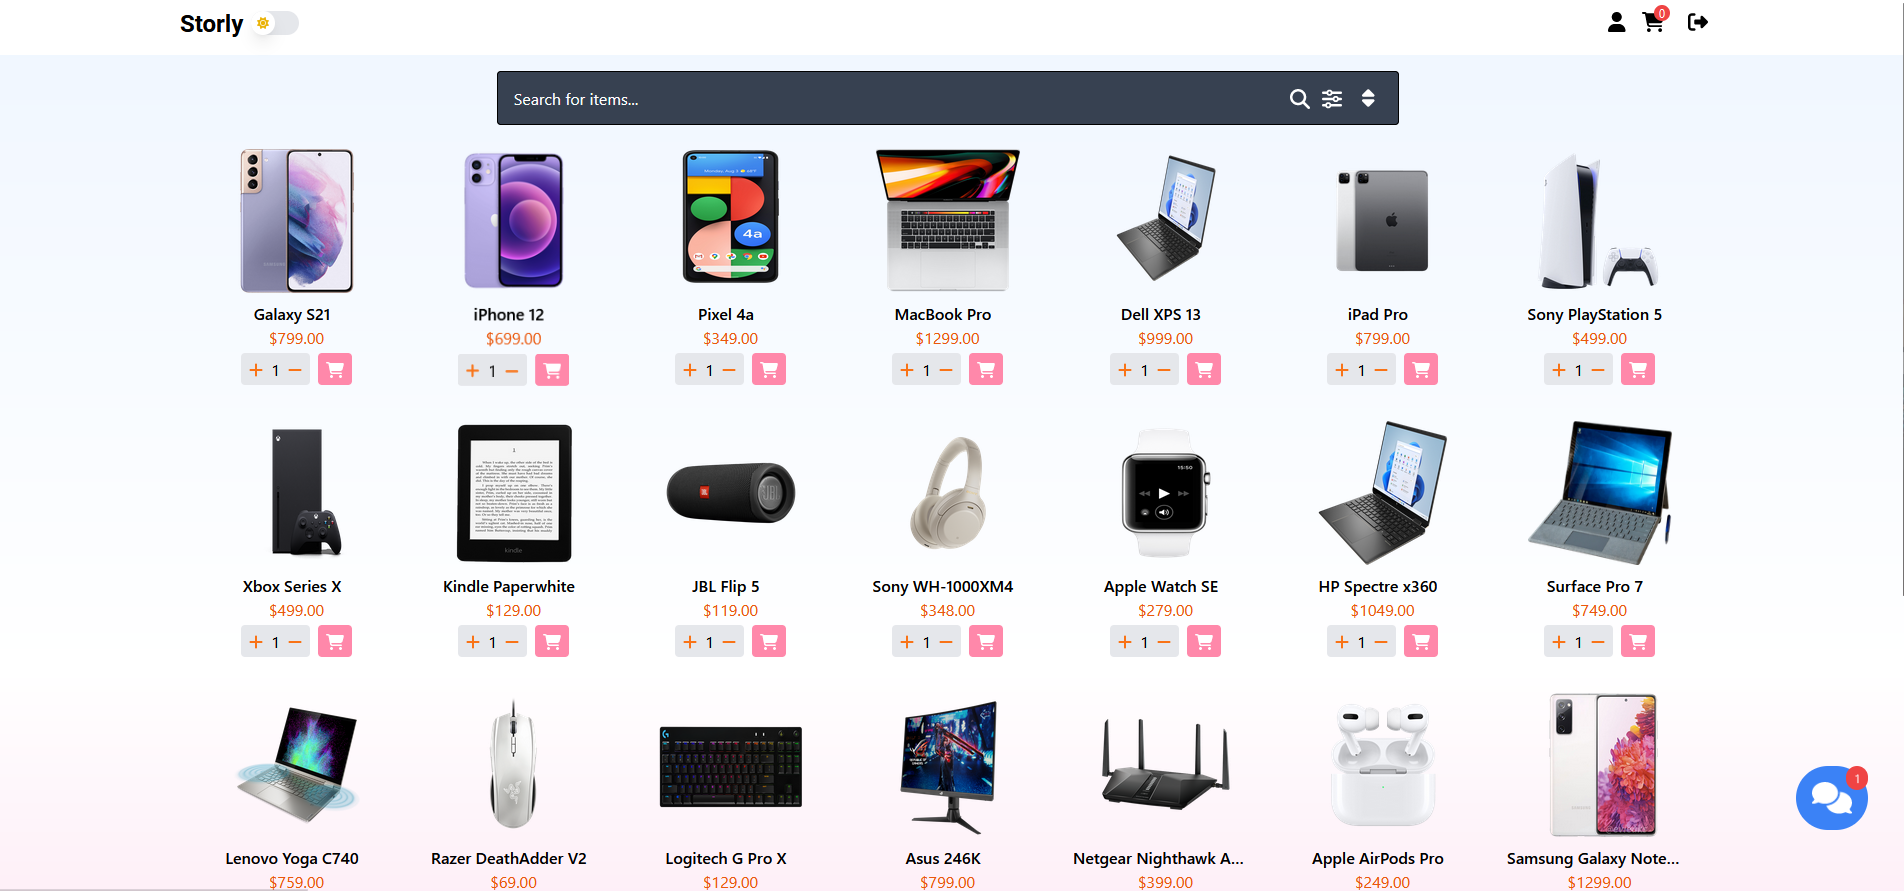 Storly
0
Search for items...
Galaxy S21
$799.00
+ 1 −
iPhone 12
$699.00
+ 1 −
4a
Pixel 4a
$349.00
+ 1 −
MacBook Pro
$1299.00
+ 1 −
Dell XPS 13
$999.00
+ 1 −
iPad Pro
$799.00
+ 1 −
Sony PlayStation 5
$499.00
+ 1 −
Xbox Series X
$499.00
+ 1 −
1
kindle
Kindle Paperwhite
$129.00
+ 1 −
JBL
JBL Flip 5
$119.00
+ 1 −
Sony WH-1000XM4
$348.00
+ 1 −
15:50
Apple Watch SE
$279.00
+ 1 −
HP Spectre x360
$1049.00
+ 1 −
Surface Pro 7
$749.00
+ 1 −
Lenovo Yoga C740
$759.00
Razer DeathAdder V2
$69.00
Logitech G Pro X
$129.00
Asus 246K
$799.00
Netgear Nighthawk A...
$399.00
Apple AirPods Pro
$249.00
Samsung Galaxy Note...
$1299.00
1